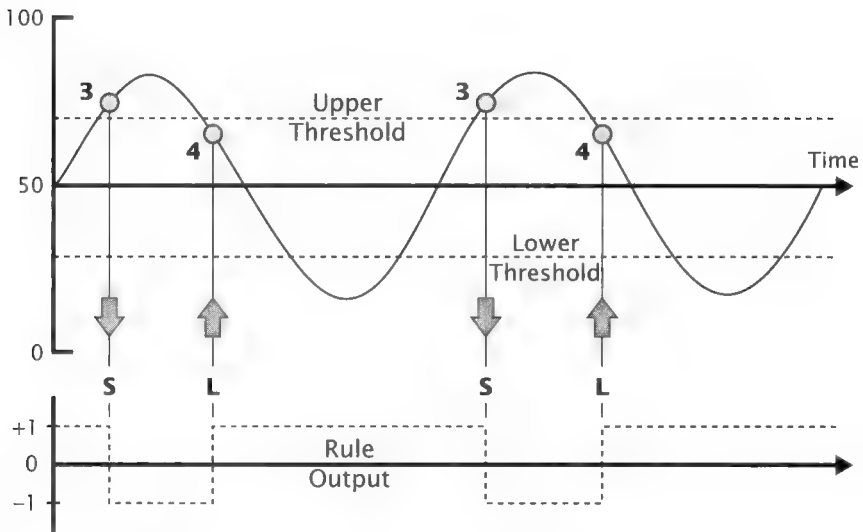 100
3
Upper
Threshold
4
3
4
Time
50
Lower
Threshold
0
S
L
S
L
+1
0
−1
Rule
Output